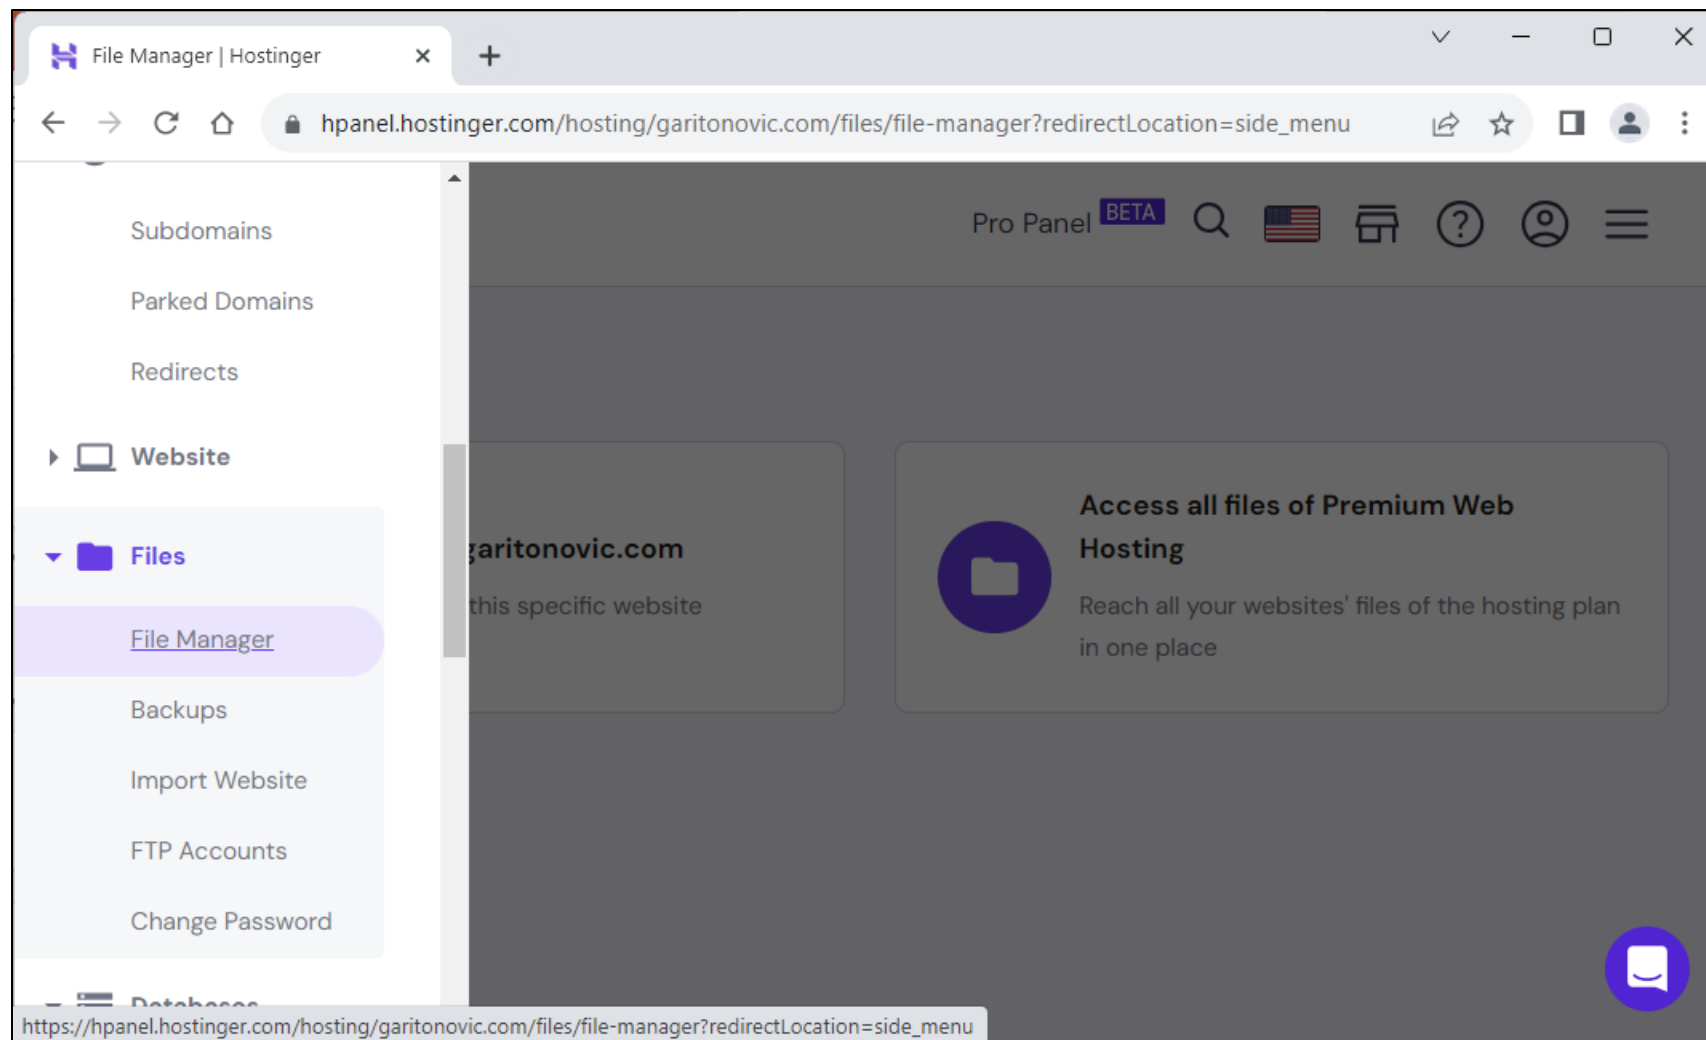 File Manager | Hostinger
hpanel.hostinger.com/hosting/garitonovic.com/files/file-manager?redirectLocation=side_menu
Subdomains
Parked Domains
Redirects
Website
Files
File Manager
Backups
Import Website
FTP Accounts
Change Password
Databases
Pro Panel BETA
garitonovic.com
this specific website
Access all files of Premium Web
Hosting
Reach all your websites' files of the hosting plan
in one place
https://hpanel.hostinger.com/hosting/garitonovic.com/files/file-manager?redirectLocation=side_menu